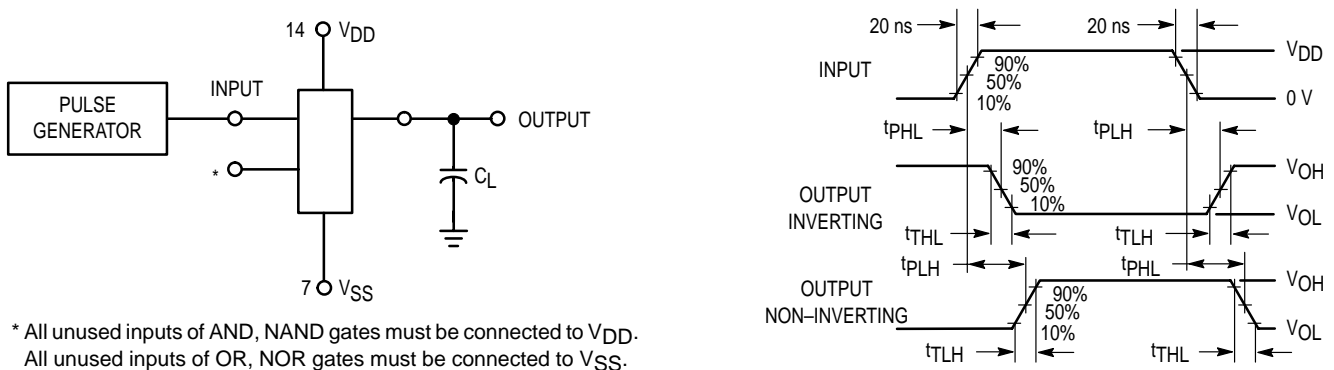 14 VDD
INPUT
PULSE
GENERATOR
OUTPUT
*
CL
7 VSS
* All unused inputs of AND, NAND gates must be connected to VDD.
All unused inputs of OR, NOR gates must be connected to VSS.
20 ns
20 ns
VDD
INPUT
90%
50%
10%
0 V
tPHL
tPLH
90%
50%
10%
VOH
OUTPUT
INVERTING
VOL
tTHL
tTLH
tPLH
tPHL
VOH
OUTPUT
NON–INVERTING
90%
50%
10%
VOL
tTLH
tTHL